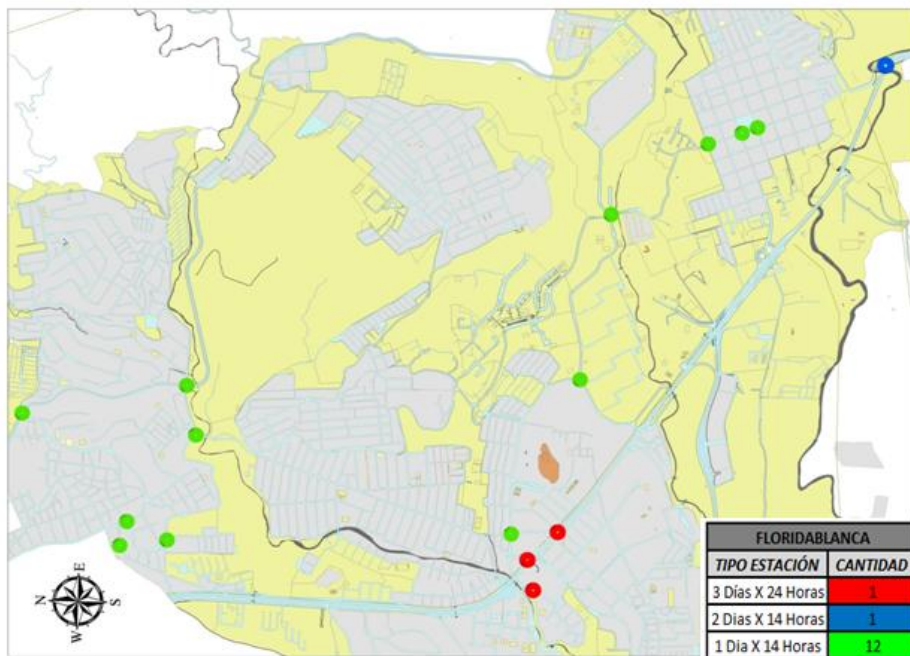 FLORIDABLANCA
TIPO ESTACIÓN CANTIDAD
3 Días X 24 Horas 1
2 Dias X 14 Horas 1
1 Dia X 14 Horas 12
N
E
W
S